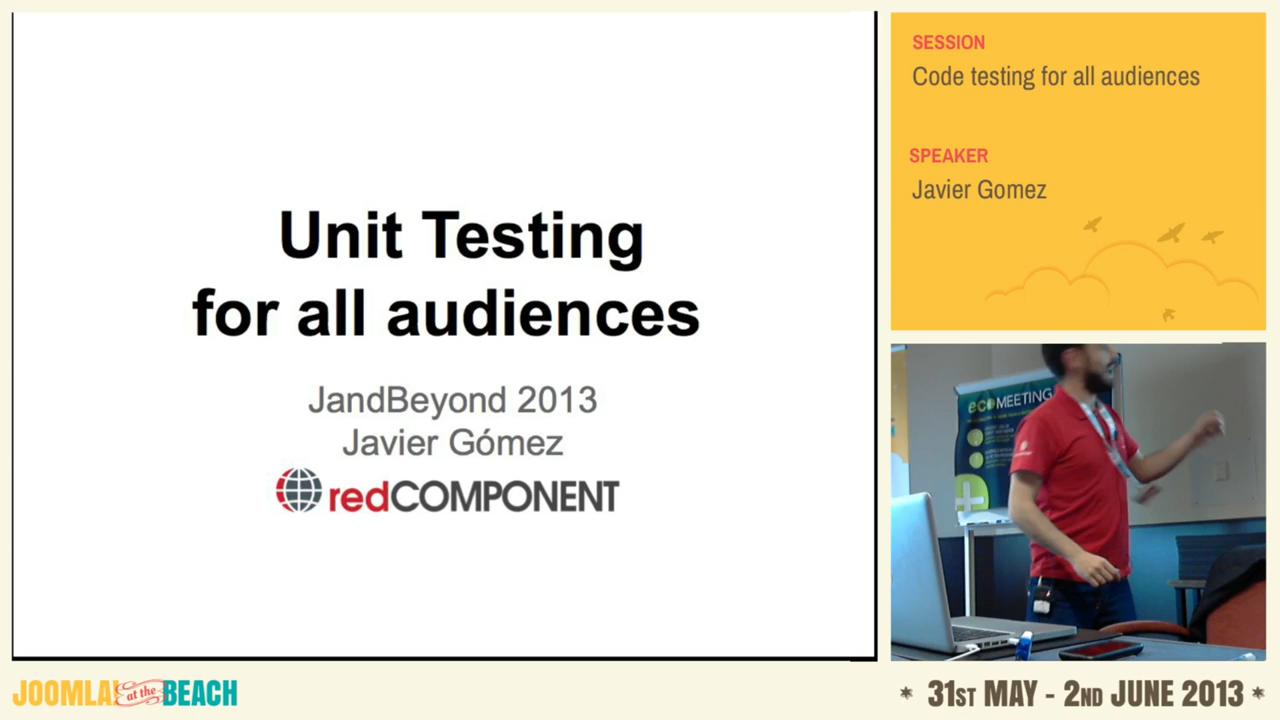 Unit Testing
for all audiences
JandBeyond 2013
Javier Gómez
redCOMPONENT
SESSION
Code testing for all audiences
SPEAKER
Javier Gomez
ecoMEETING
JOOMLA! at the BEACH
* 31ST MAY - 2ND JUNE 2013 *